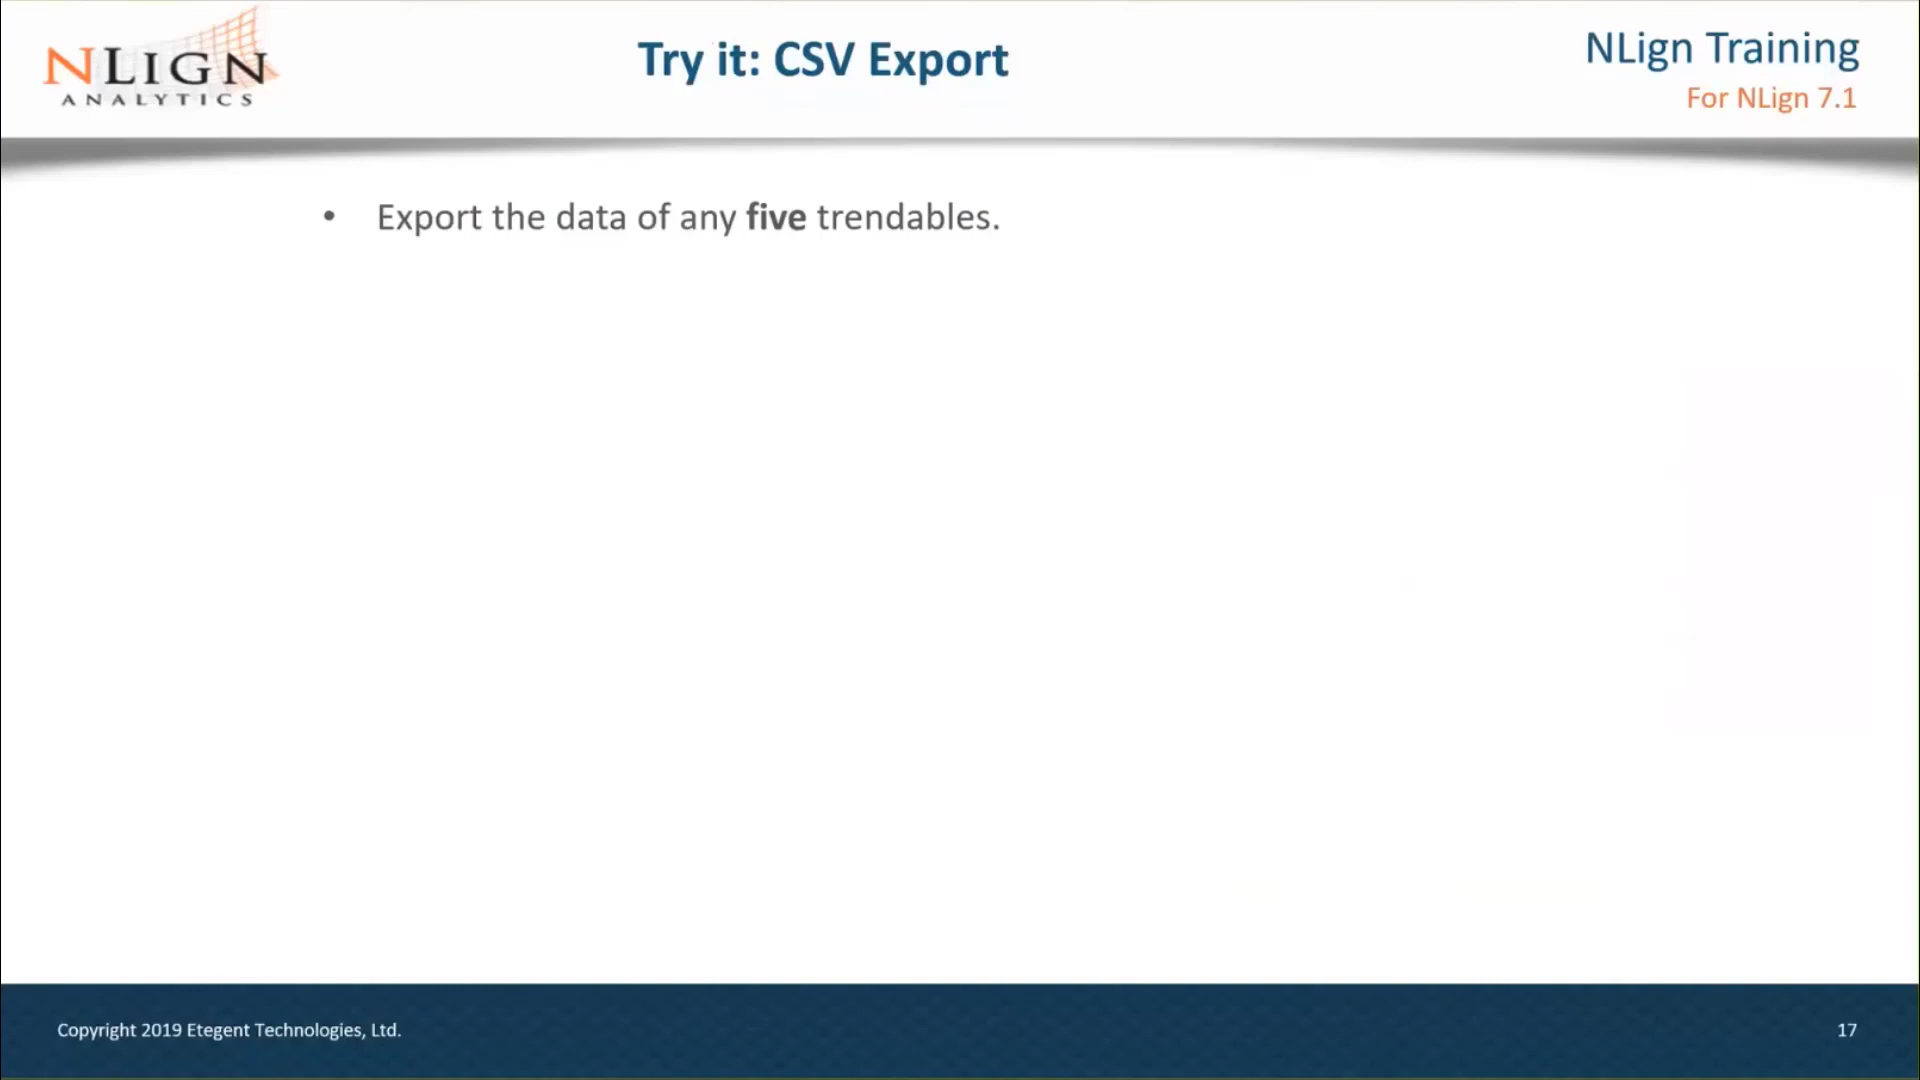 NLIGN
ANALYTICS
Try it: CSV Export
NLign Training
For NLign 7.1
• Export the data of any five trendables.
Copyright 2019 Etegent Technologies, Ltd.
17